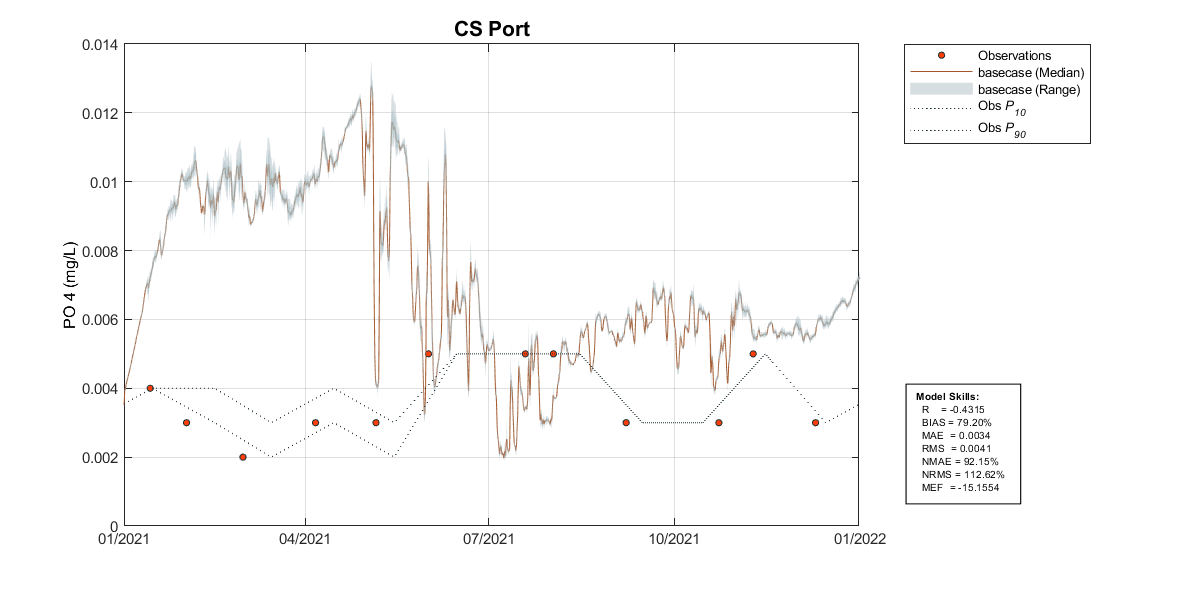 CS Port
0.014
0.012
0.01
0.008
0.006
0.004
0.002
0
PO 4 (mg/L)
01/2021
04/2021
07/2021
10/2021
01/2022
Observations
basecase (Median)
basecase (Range)
Obs P10
Obs P90
Model Skills:
R = -0.4315
BIAS = 79.20%
MAE = 0.0034
RMS = 0.0041
NMAE = 92.15%
NRMS = 112.62%
MEF = -15.1554